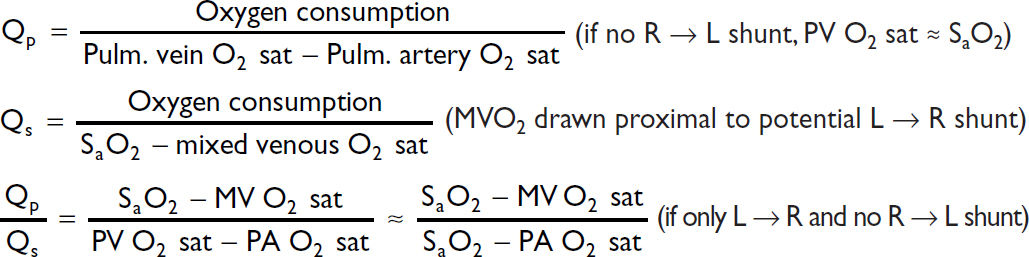 Qp = Oxygen consumption / Pulm. vein O2 sat – Pulm. artery O2 sat (if no R → L shunt, PV O2 sat ≈ SaO2)
Qs = Oxygen consumption / SaO2 – mixed venous O2 sat (MVO2 drawn proximal to potential L → R shunt)
Qp / Qs = SaO2 – MV O2 sat / PV O2 sat – PA O2 sat ≈ SaO2 – MV O2 sat / SaO2 – PA O2 sat (if only L → R and no R → L shunt)